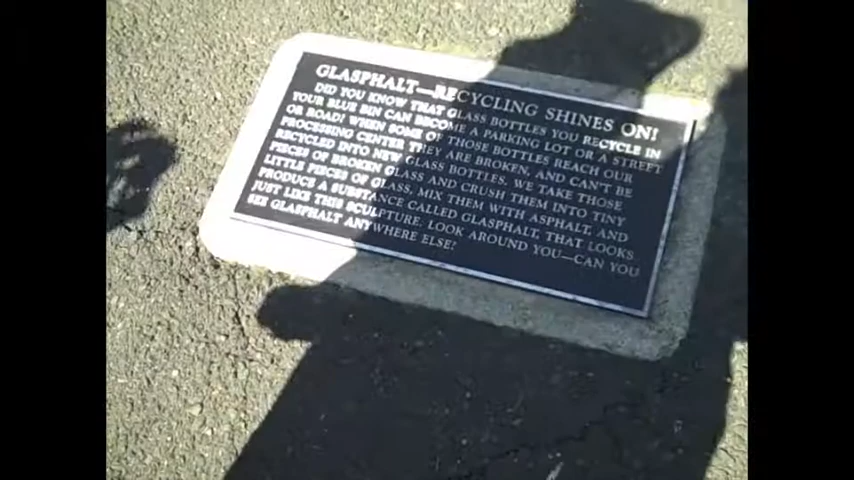 GLASPHALT—RECYCLING SHINES ON!
DID YOU KNOW THAT GLASS BOTTLES YOU RECYCLE IN
YOUR BLUE BIN CAN BECOME A PARKING LOT OR A STREET
OR ROAD! WHEN SOME OF THOSE BOTTLES REACH OUR
PROCESSING CENTER THEY ARE BROKEN, AND CAN'T BE
RECYCLED INTO NEW GLASS BOTTLES. WE TAKE THOSE
PIECES OF BROKEN GLASS AND CRUSH THEM INTO TINY
LITTLE PIECES OF GLASS, MIX THEM WITH ASPHALT, AND
PRODUCE A SUBSTANCE CALLED GLASPHALT, THAT LOOKS
JUST LIKE THIS SCULPTURE. LOOK AROUND YOU—CAN YOU
SEE GLASPHALT ANYWHERE ELSE?